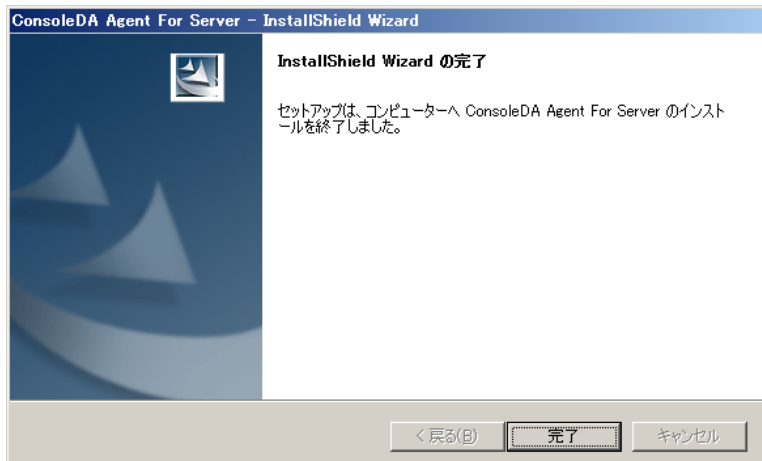 ConsoleDA Agent For Server - InstallShield Wizard
InstallShield Wizard の完了
セットアップは、コンピューターへ ConsoleDA Agent For Server のインスト
ールを終了しました。
< 戻る(B)
完了
キャンセル